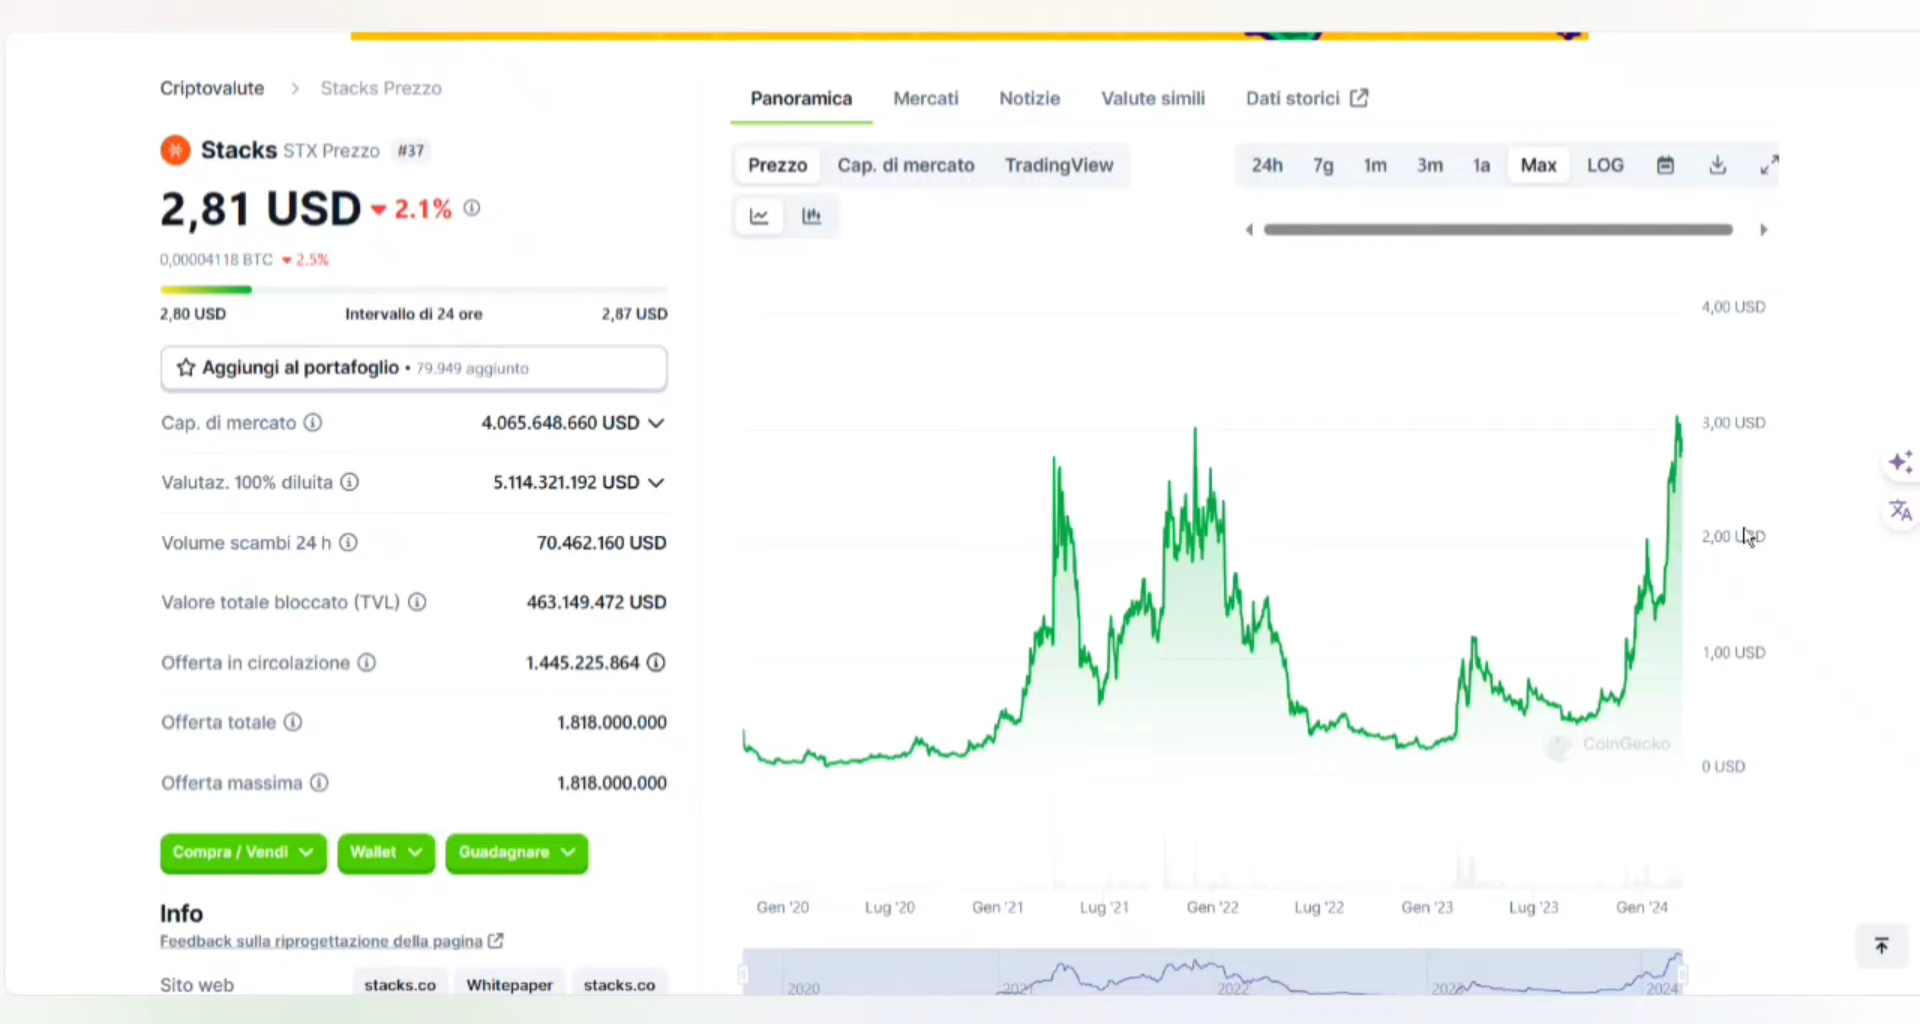 Criptovalute > Stacks Prezzo
Stacks STX Prezzo #37
2,81 USD 2.1%
0,00004118 BTC 2.5%
2,80 USD Intervallo di 24 ore 2,87 USD
Aggiungi al portafoglio • 79.949 aggiunto
Cap. di mercato 4.065.648.660 USD
Valutaz. 100% diluita 5.114.321.192 USD
Volume scambi 24 h 70.462.160 USD
Valore totale bloccato (TVL) 463.149.472 USD
Offerta in circolazione 1.445.225.864
Offerta totale 1.818.000.000
Offerta massima 1.818.000.000
Compra / Vendi Wallet Guadagnare
Info
Feedback sulla riprogettazione della pagina
Sito web stacks.co Whitepaper stacks.co
Panoramica Mercati Notizie Valute simili Dati storici
Prezzo Cap. di mercato TradingView
24h 7g 1m 3m 1a Max LOG
4,00 USD
3,00 USD
2,00 USD
1,00 USD
0 USD
CoinGecko
Gen '20 Lug '20 Gen '21 Lug '21 Gen '22 Lug '22 Gen '23 Lug '23 Gen '24
2020 2021 2022 2023 2024